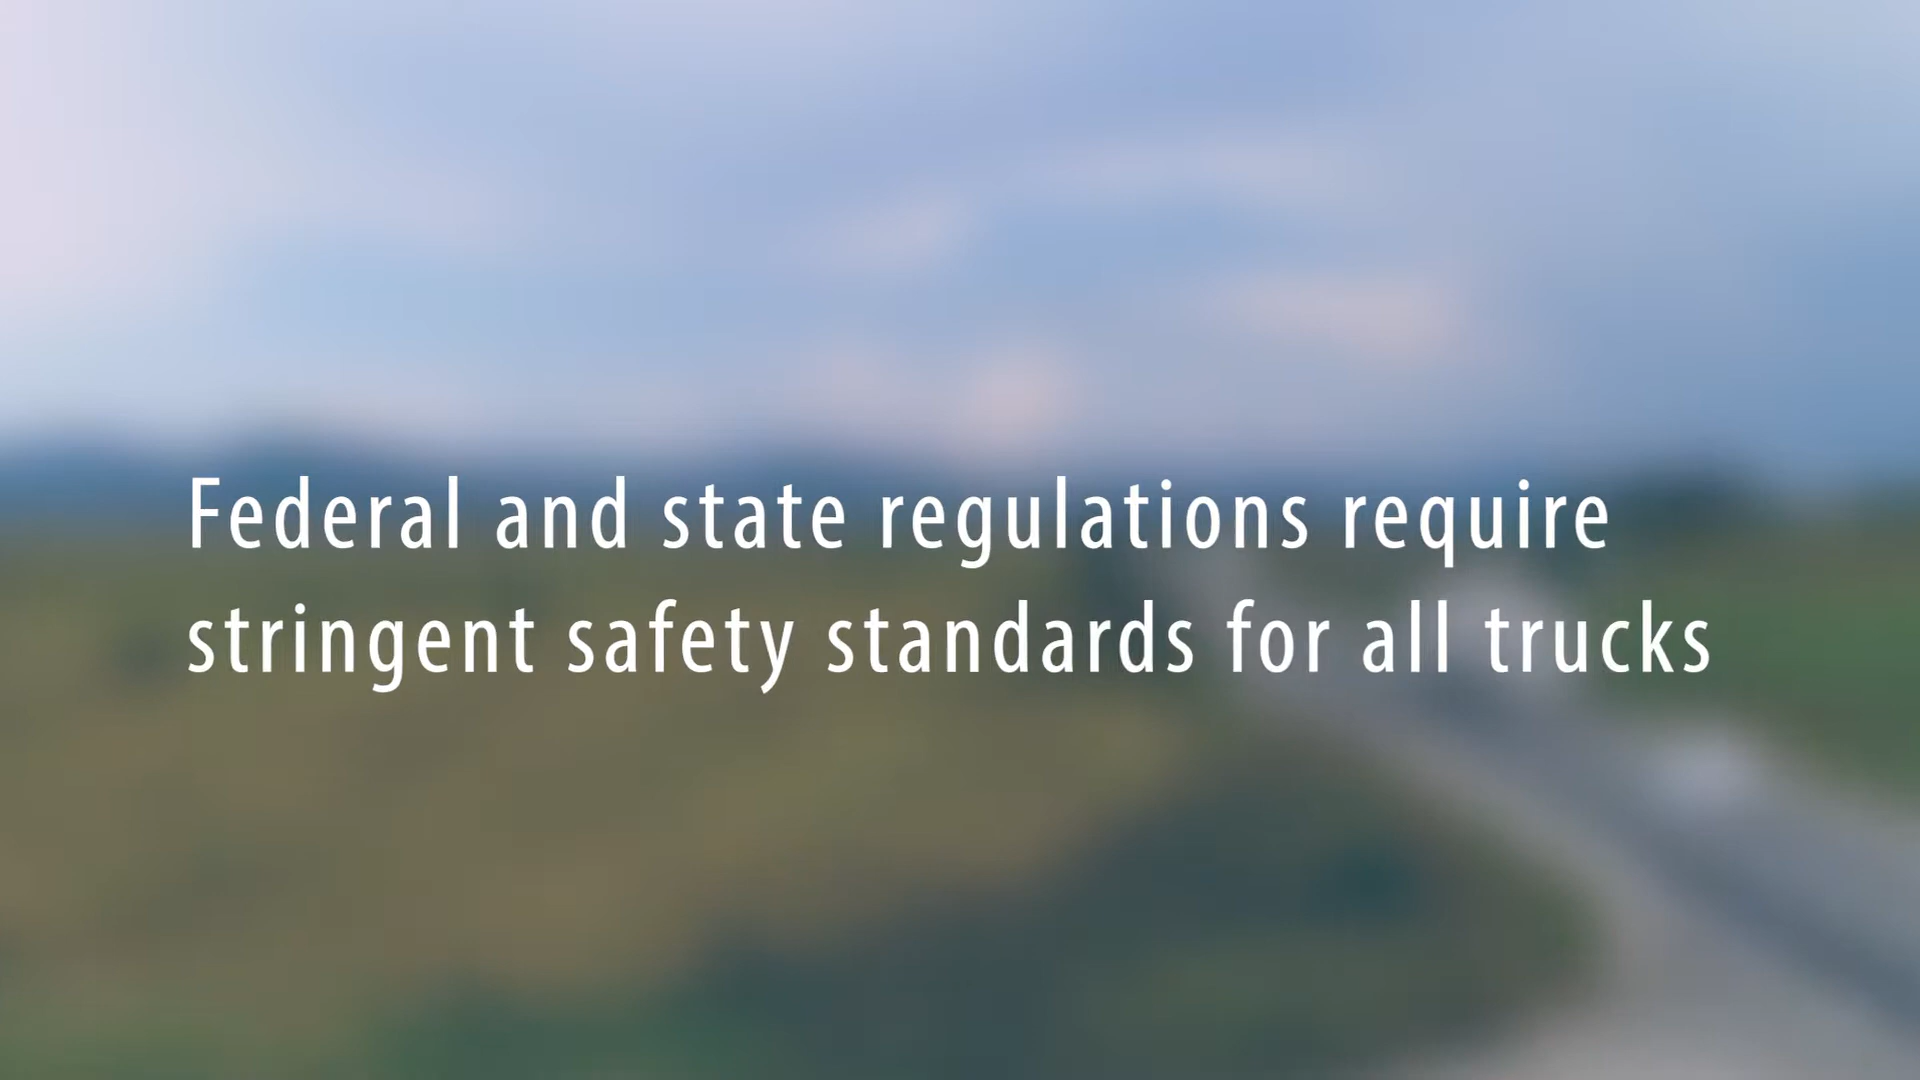 Federal and state regulations require
stringent safety standards for all trucks